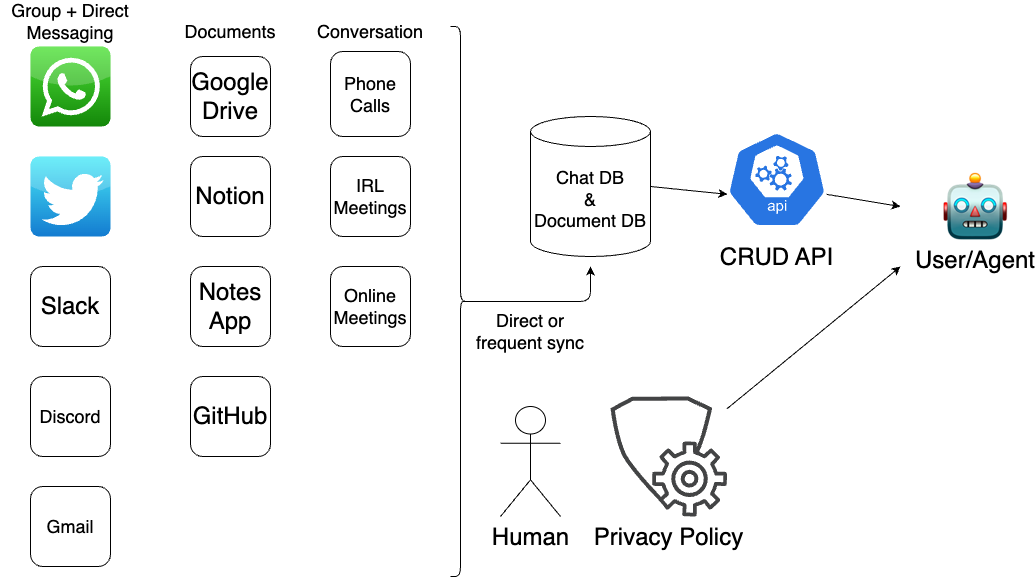 Group + Direct
Messaging
Documents
Conversation
Google
Drive
Phone
Calls
Notion
IRL
Meetings
Slack
Notes
App
Online
Meetings
Discord
GitHub
Gmail
Direct or
frequent sync
Chat DB
&
Document DB
api
CRUD API
User/Agent
Human
Privacy Policy